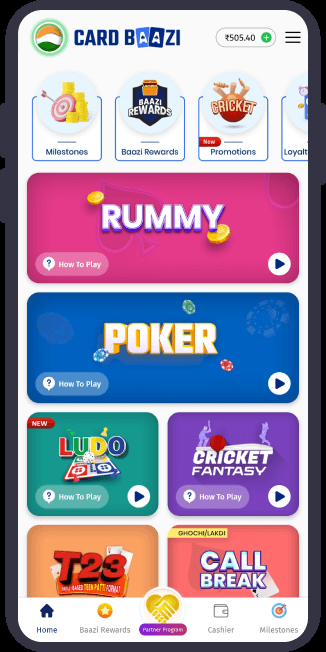 CARD BAAZI
₹505.40
BAAZI
REWARDS
CRICKET
Milestones
Baazi Rewards
New
Promotions
Loyalt
RUMMY
? How To Play
POKER
? How To Play
NEW
LUDO
? How To Play
CRICKET
FANTASY
? How To Play
T23
SKILL-BASED TEEN PATTI FORMAT
GHOCHI/LAKDI
CALL
BREAK
Home
Baazi Rewards
Partner Program
Cashier
Milestones